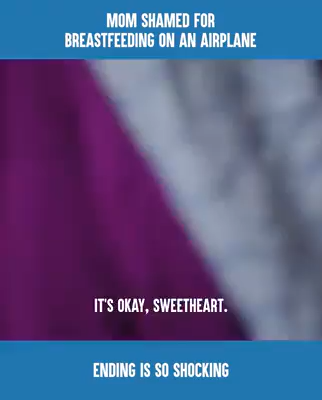 MOM SHAMED FOR
BREASTFEEDING ON AN AIRPLANE
IT'S OKAY, SWEETHEART.
ENDING IS SO SHOCKING